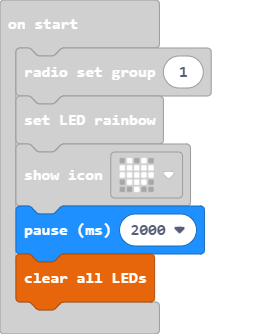 on start
radio set group 1
set LED rainbow
show icon
pause (ms) 2000
clear all LEDs